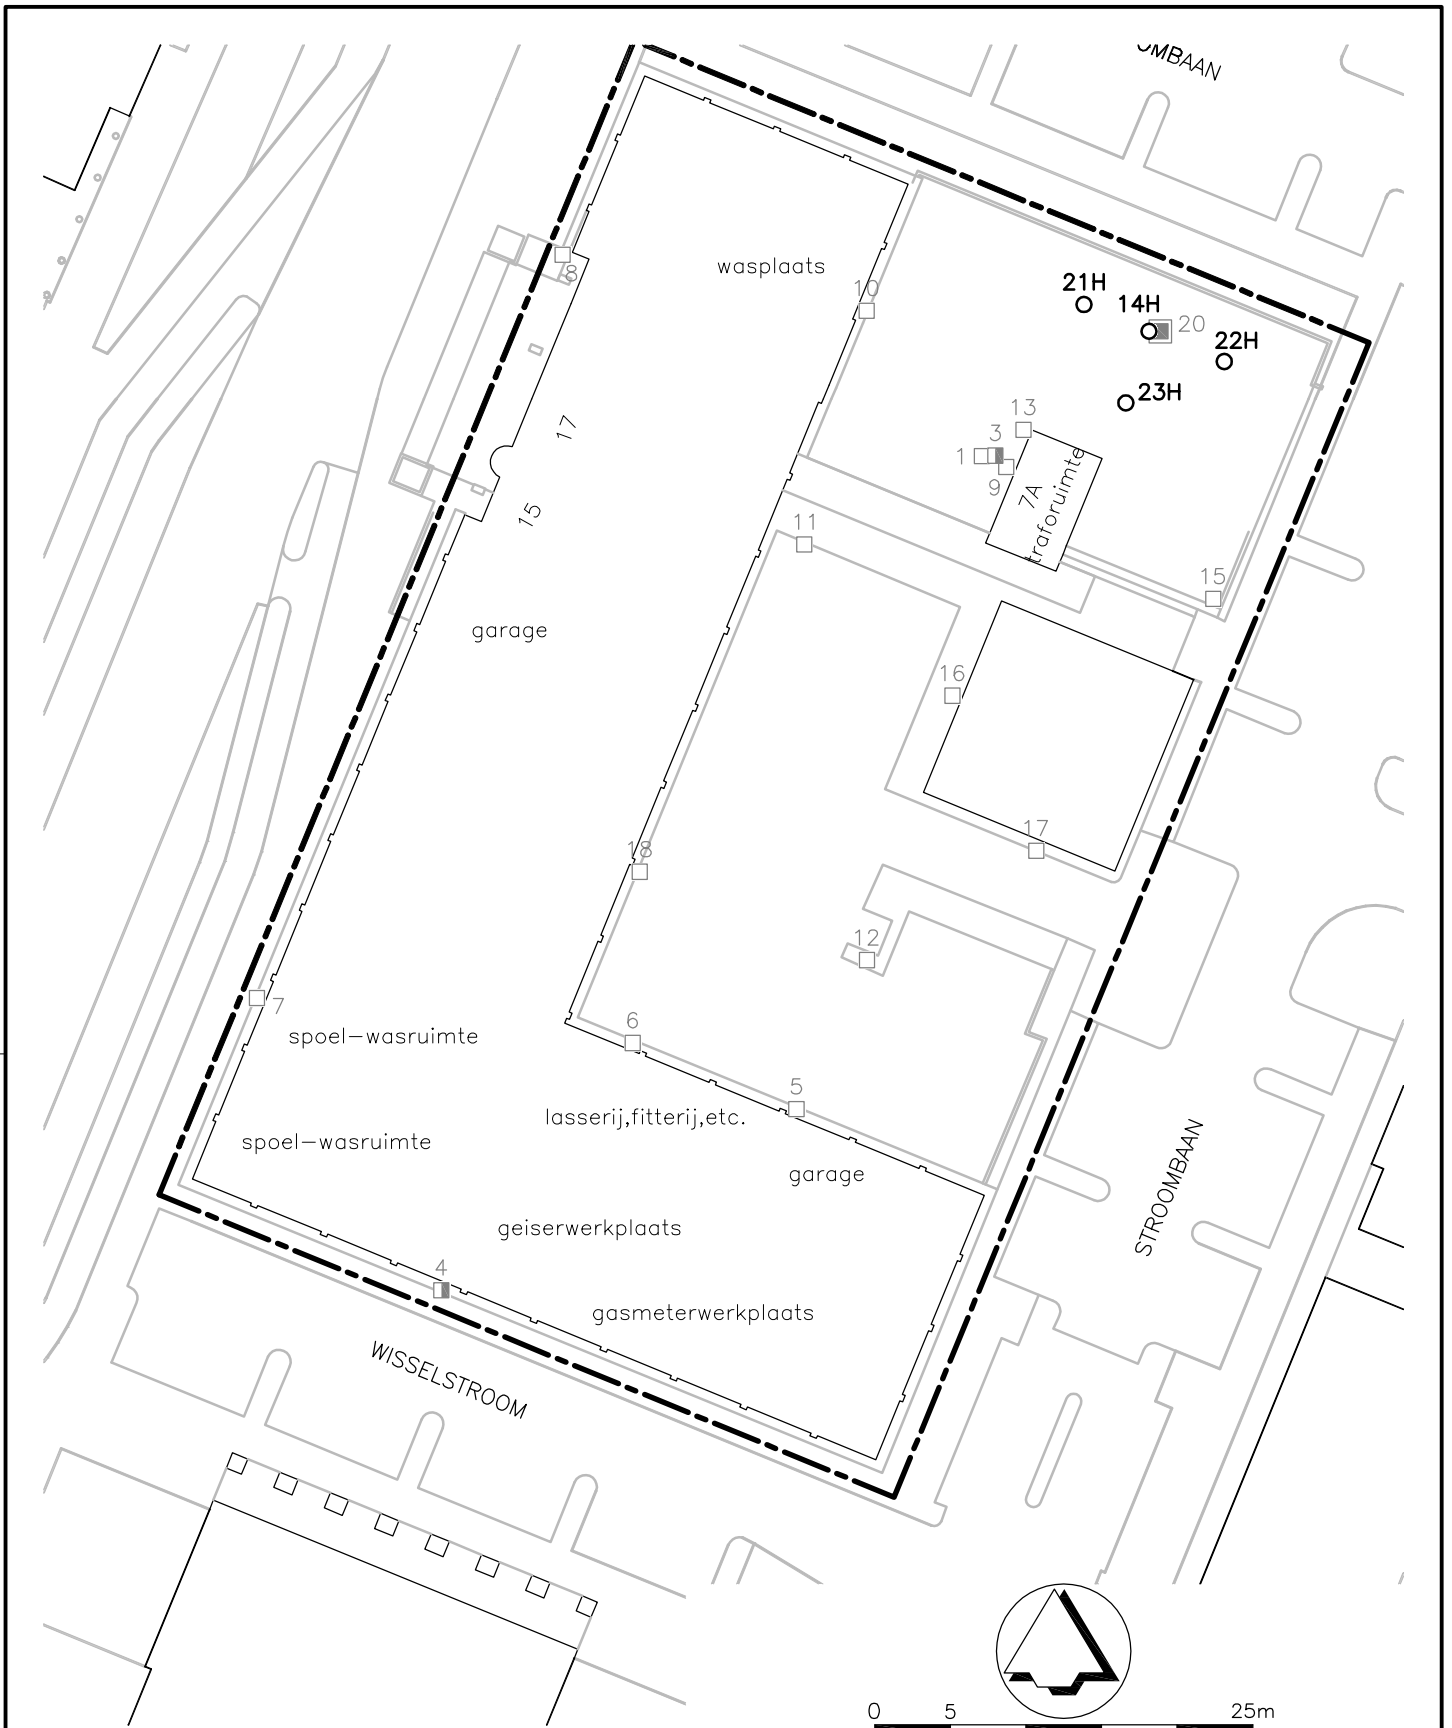 wasplaats
8
10
21H
14H
20
22H
23H
17
13
3
1
9
7A
traforuimte
15
11
15
garage
16
17
18
12
7
spoel-wasruimte
6
5
lasserij,fitterij,etc.
spoel-wasruimte
garage
STROOMBAAN
geiserwerkplaats
4
gasmeterwerkplaats
WISSELSTROOM
0 5 25m